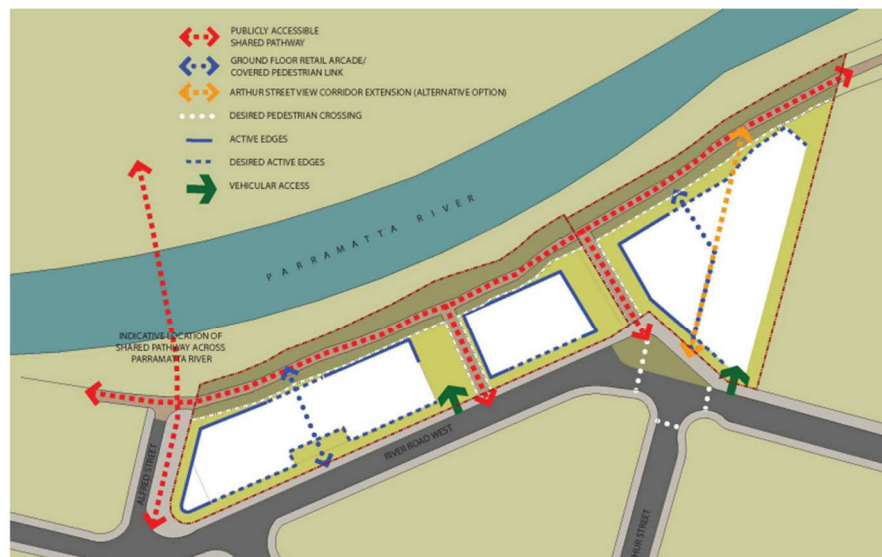 PUBLICLY ACCESSIBLE
SHARED PATHWAY
GROUND FLOOR RETAIL ARCADE/
COVERED PEDESTRIAN LINK
ARTHUR STREET VIEW CORRIDOR EXTENSION (ALTERNATIVE OPTION)
DESIRED PEDESTRIAN CROSSING
ACTIVE EDGES
DESIRED ACTIVE EDGES
VEHICULAR ACCESS
PARRAMATTA RIVER
INDICATIVE LOCATION OF
SHARED PATHWAY ACROSS
PARRAMATTA RIVER
ALFRED STREET
RIVER ROAD WEST
HUR STREET